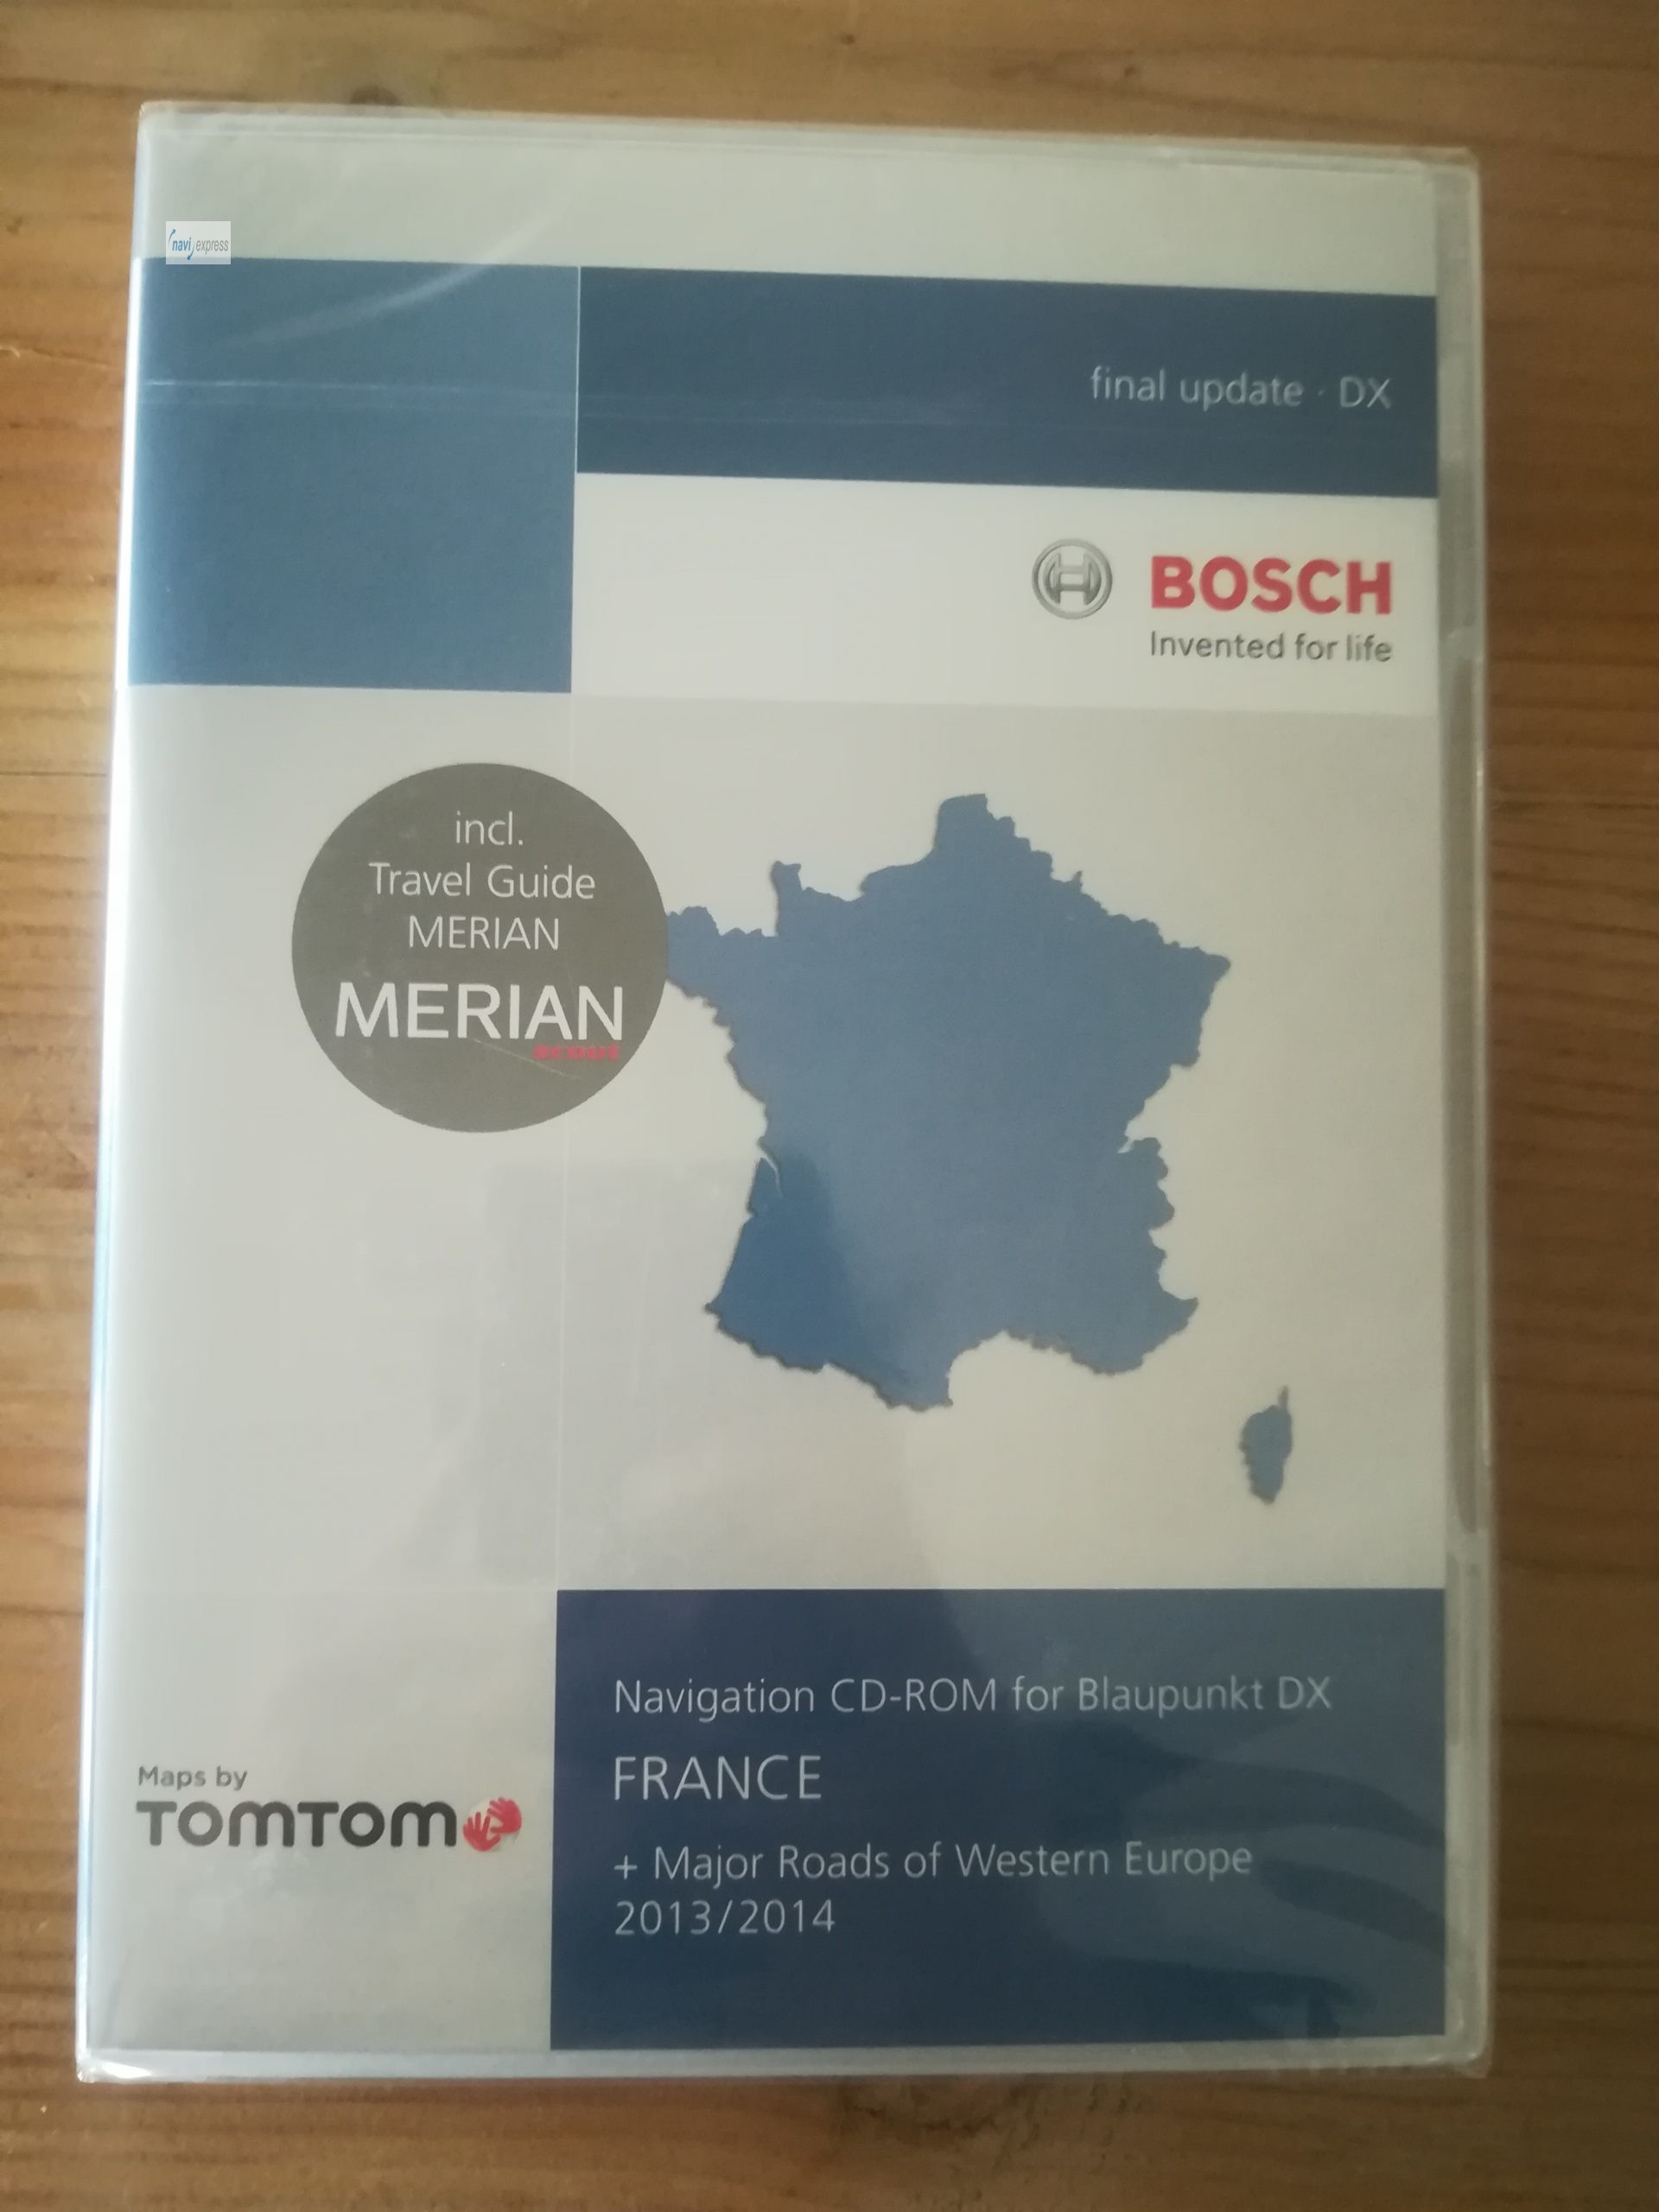 navi express
final update · DX
BOSCH
Invented for life
incl.
Travel Guide
MERIAN
MERIAN
Navigation CD-ROM for Blaupunkt DX
FRANCE
+ Major Roads of Western Europe
2013/2014
Maps by
TOMTOM